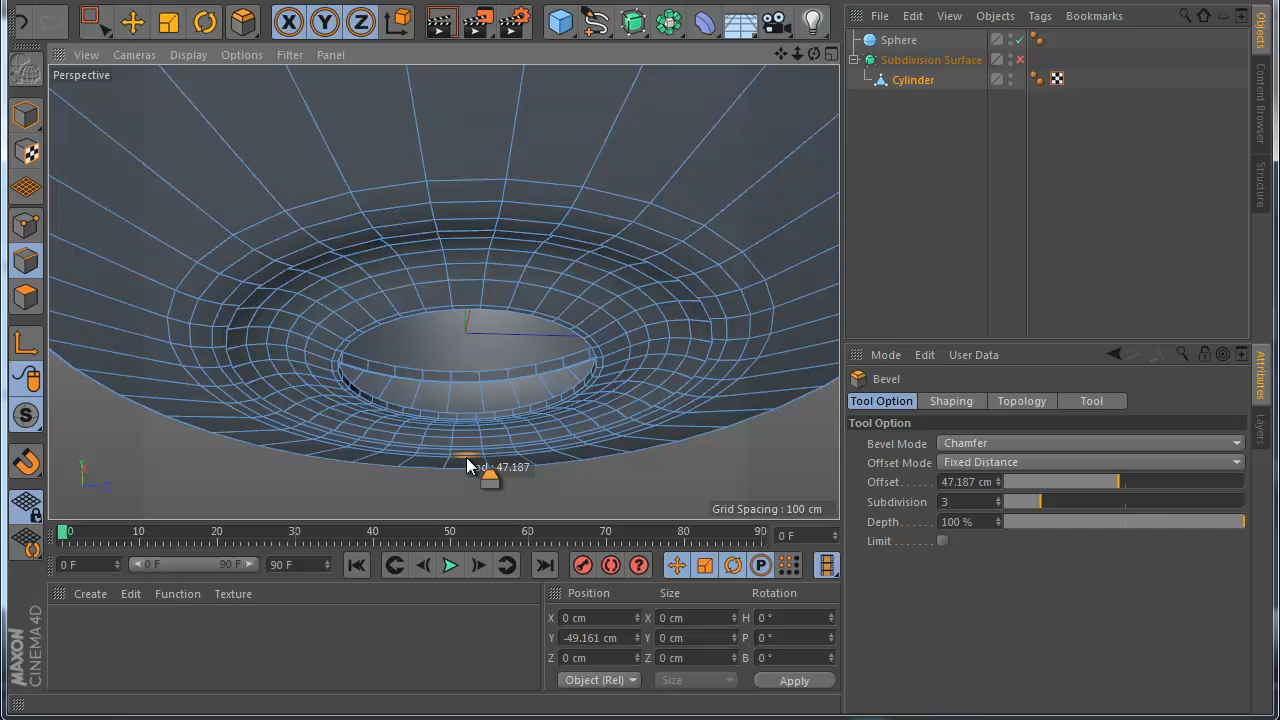 X Y Z
File Edit View Objects Tags Bookmarks
Objects
Content Browser
Structure
View Cameras Display Options Filter Panel
Perspective
Sphere
Subdivision Surface
Cylinder
47.187
Grid Spacing : 100 cm
Y
Mode Edit User Data
Attributes
Layers
Bevel
Tool Option Shaping Topology Tool
Tool Option
Bevel Mode Chamfer
Offset Mode Fixed Distance
Offset 47.187 cm
Subdivision 3
Depth 100 %
Limit
0 10 20 30 40 50 60 70 80 90 0 F
0 F 0 F 90 F 90 F
P
Create Edit Function Texture
Position Size Rotation
X 0 cm X 0 cm H 0 °
Y -49.161 cm Y 0 cm P 0 °
Z 0 cm Z 0 cm B 0 °
Object (Rel) Size Apply
S
MAXON
CINEMA 4D